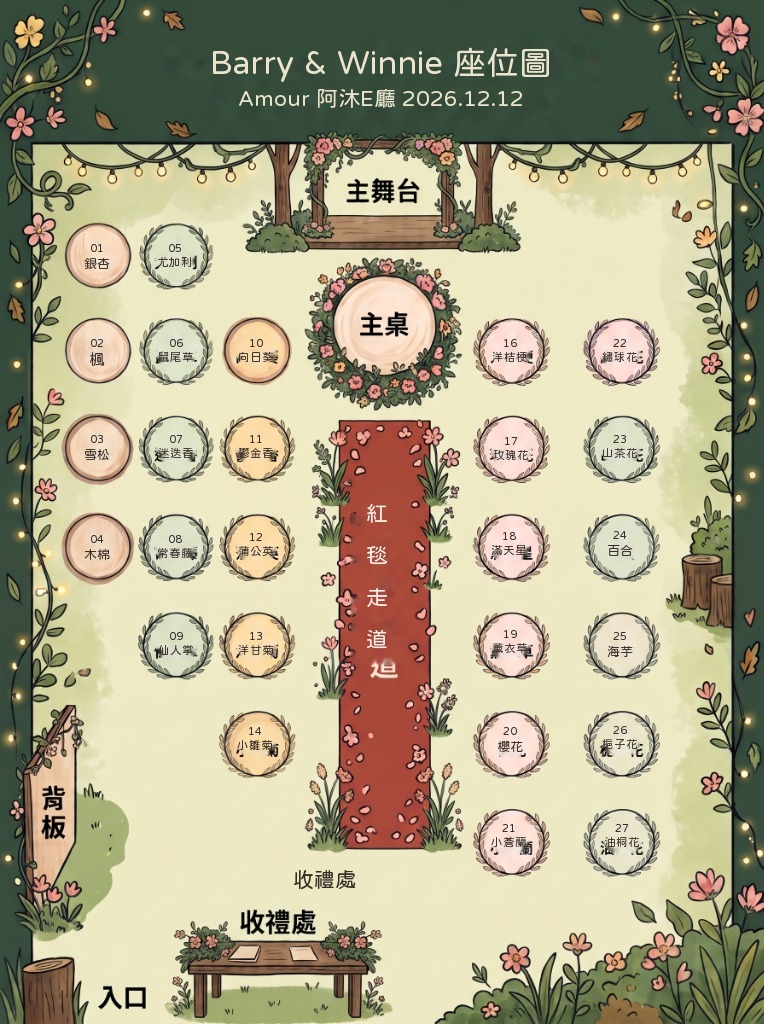 Barry & Winnie 座位圖
Amour 阿沐E廳 2026.12.12
主舞台
主桌
01
銀杏
05
尤加利
02
楓
06
鼠尾草
10
向日葵
16
洋桔梗
22
繡球花
03
雪松
07
迷迭香
11
鬱金香
17
玫瑰花
23
山茶花
04
木棉
08
常春藤
12
蒲公英
18
滿天星
24
百合
09
仙人掌
13
洋甘菊
19
薰衣草
25
海芋
14
小雛菊
20
櫻花
26
梔子花
21
小蒼蘭
27
油桐花
紅
毯
走
道
背
板
收禮處
收禮處
入口